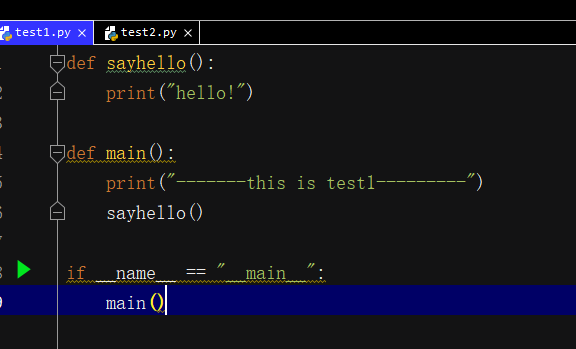 test1.py
test2.py
def sayhello():
print("hello!")
def main():
print("-------this is test1---------")
sayhello()
if __name__ == "__main__":
main()